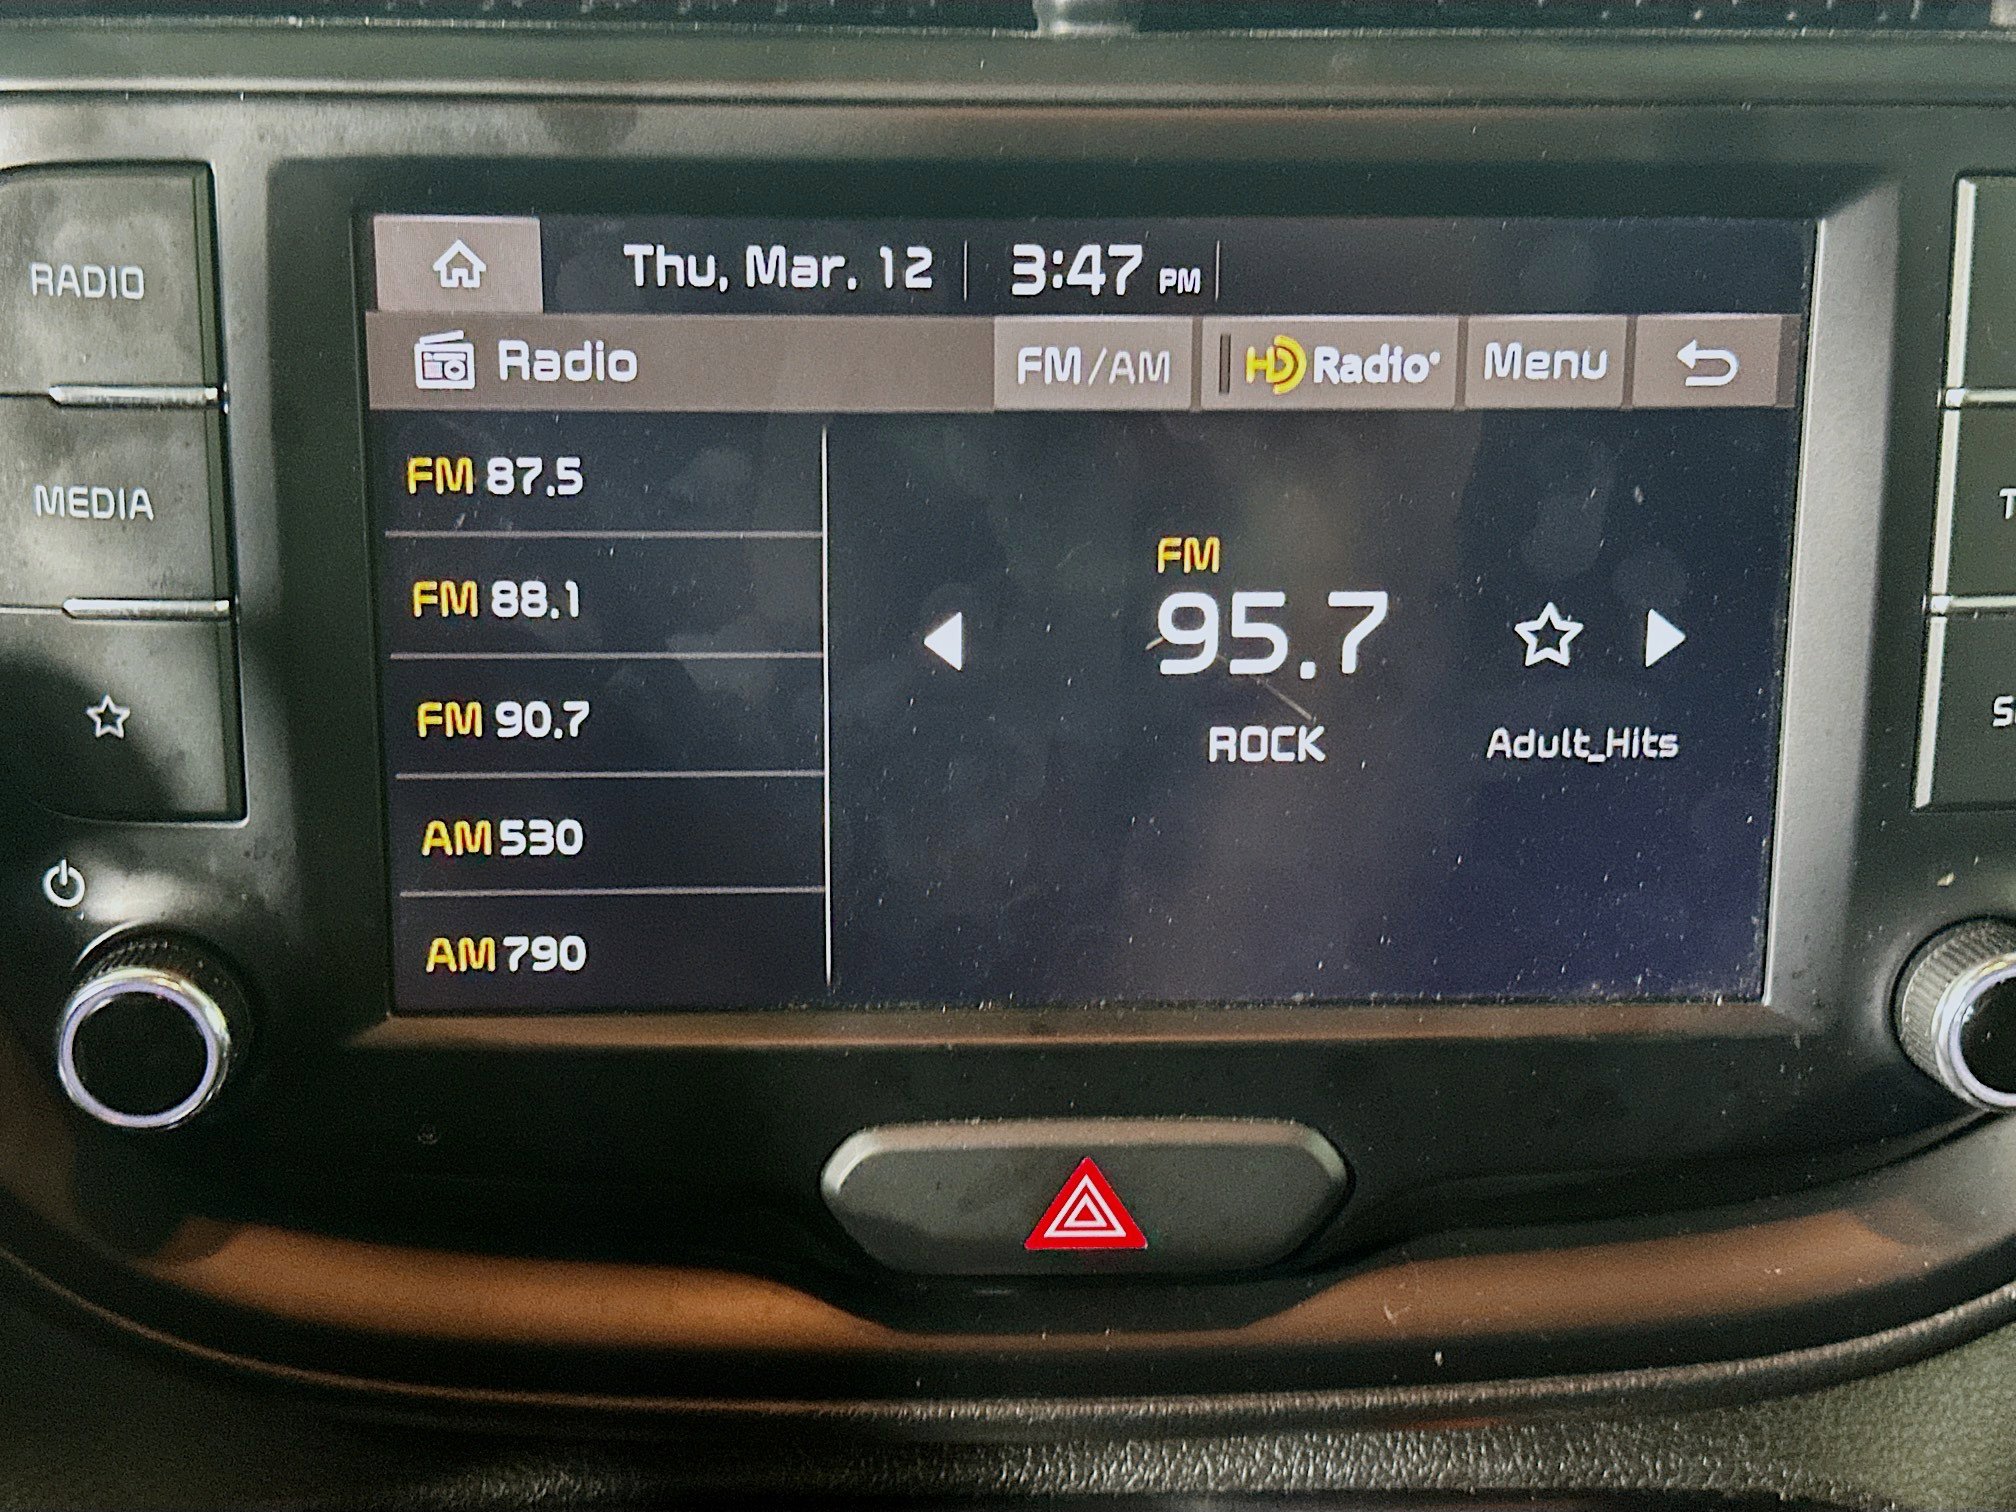 RADIO
MEDIA
Thu, Mar. 12
3:47 PM
Radio
FM/AM
HD Radio
Menu
FM 87.5
FM 88.1
FM 90.7
AM 530
AM 790
FM
95.7
ROCK
Adult_Hits